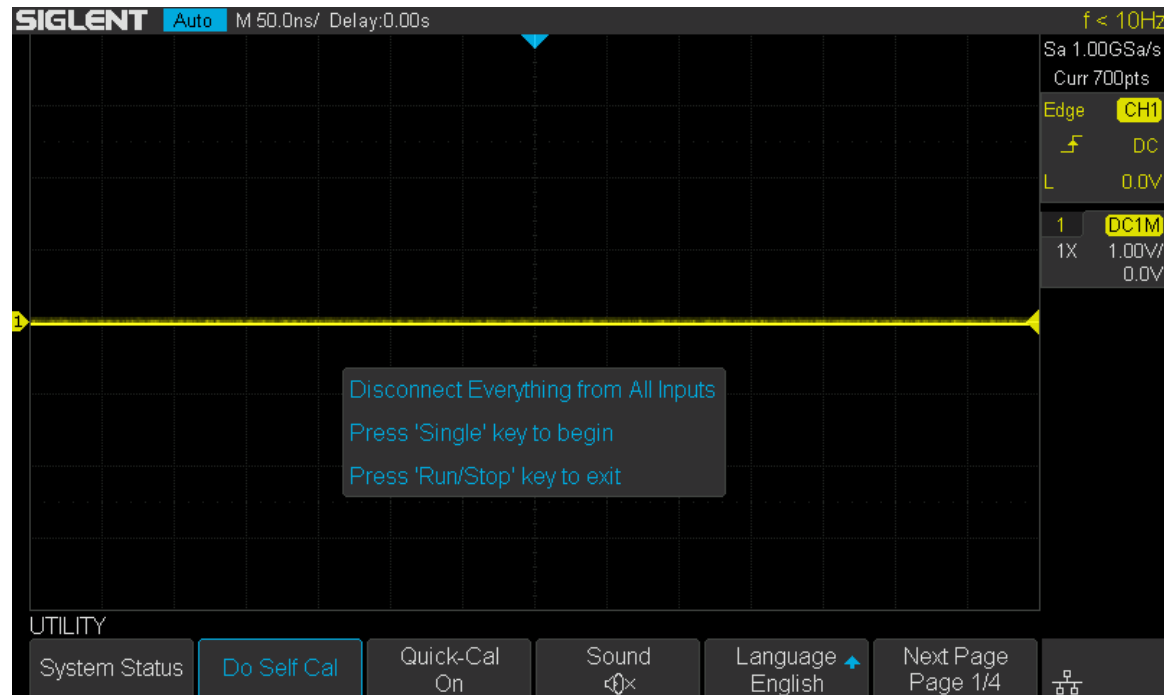 SIGLENT Auto M 50.0ns/ Delay:0.00s f < 10Hz
Sa 1.00GSa/s
Curr 700pts
Edge CH1
DC
L 0.0V
1 DC1M
1X 1.00V/
0.0V
1
Disconnect Everything from All Inputs
Press 'Single' key to begin
Press 'Run/Stop' key to exit
UTILITY
System Status
Do Self Cal
Quick-Cal
On
Sound
Language
English
Next Page
Page 1/4